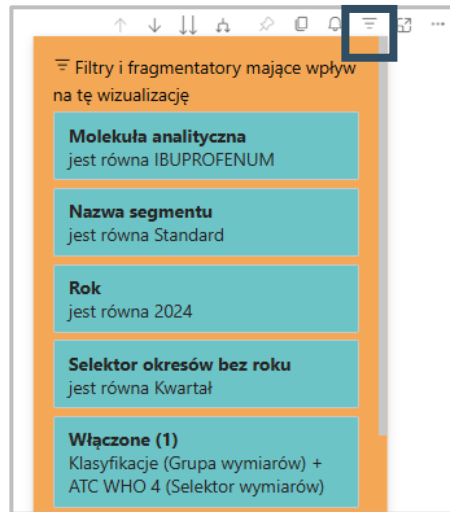 Filtry i fragmentatory mające wpływ
na tę wizualizację
Molekuła analityczna
jest równa IBUPROFENUM
Nazwa segmentu
jest równa Standard
Rok
jest równa 2024
Selektor okresów bez roku
jest równa Kwartał
Włączone (1)
Klasyfikacje (Grupa wymiarów) +
ATC WHO 4 (Selektor wymiarów)